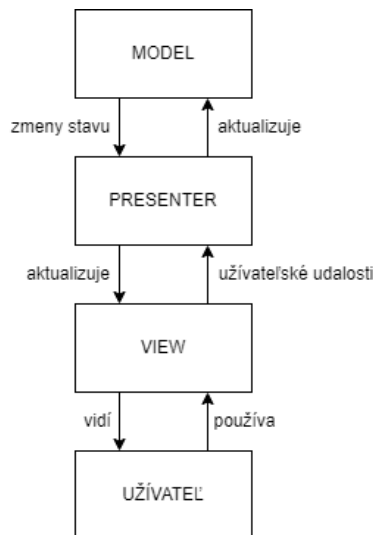 MODEL
zmeny stavu
aktualizuje
PRESENTER
aktualizuje
užívateľské udalosti
VIEW
vidí
používa
UŽÍVATEĽ